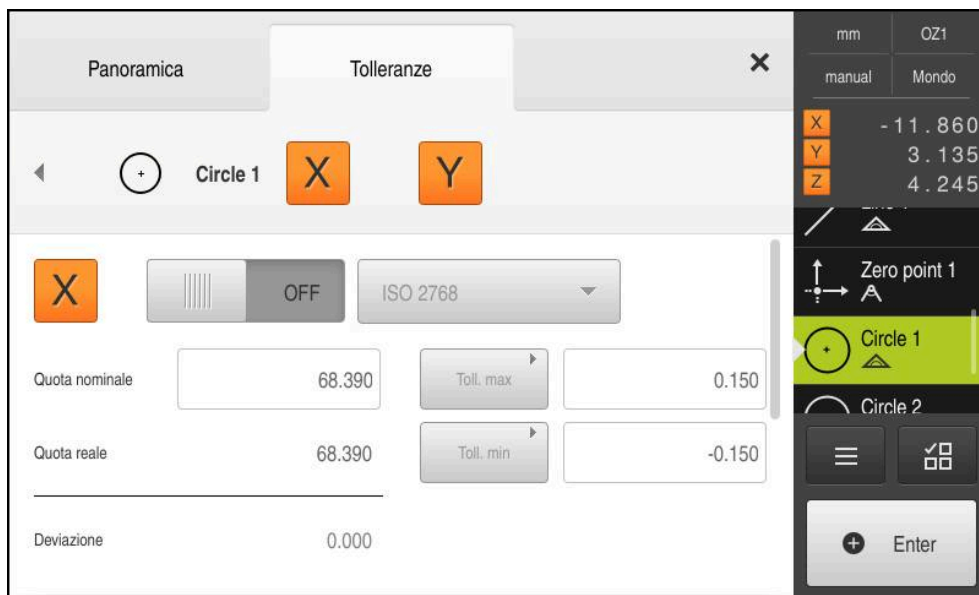 Panoramica
Tolleranze
Circle 1
X
Y
X
OFF
ISO 2768
Quota nominale
68.390
Toll. max
0.150
Quota reale
68.390
Toll. min
-0.150
Deviazione
0.000
mm
OZ1
manual
Mondo
X -11.860
Y 3.135
Z 4.245
Zero point 1
Circle 1
Circle 2
Enter